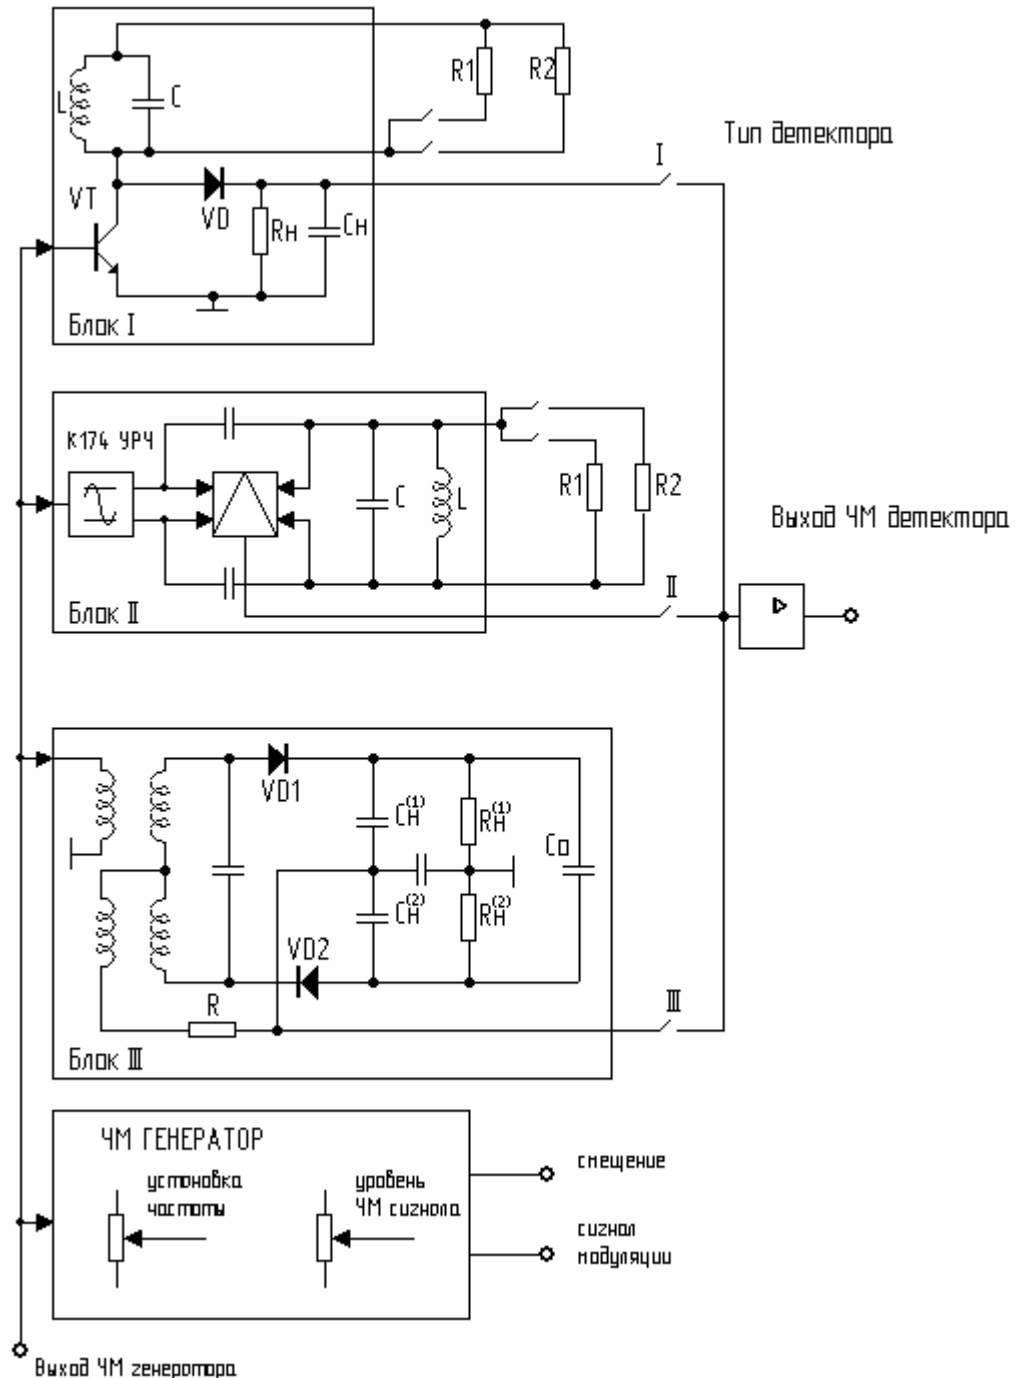 L
C
R1
R2
Тип детектора
I
VT
VD
Rн
Cн
Блок I
К174 УРЧ
C
L
R1
R2
Выход ЧМ детектора
II
Блок II
VD1
Cн(1)
Rн(1)
Co
Cн(2)
Rн(2)
VD2
R
III
Блок III
ЧМ ГЕНЕРАТОР
установка
частоты
уровень
ЧМ сигнала
смещение
сигнал
модуляции
Выход ЧМ генератора